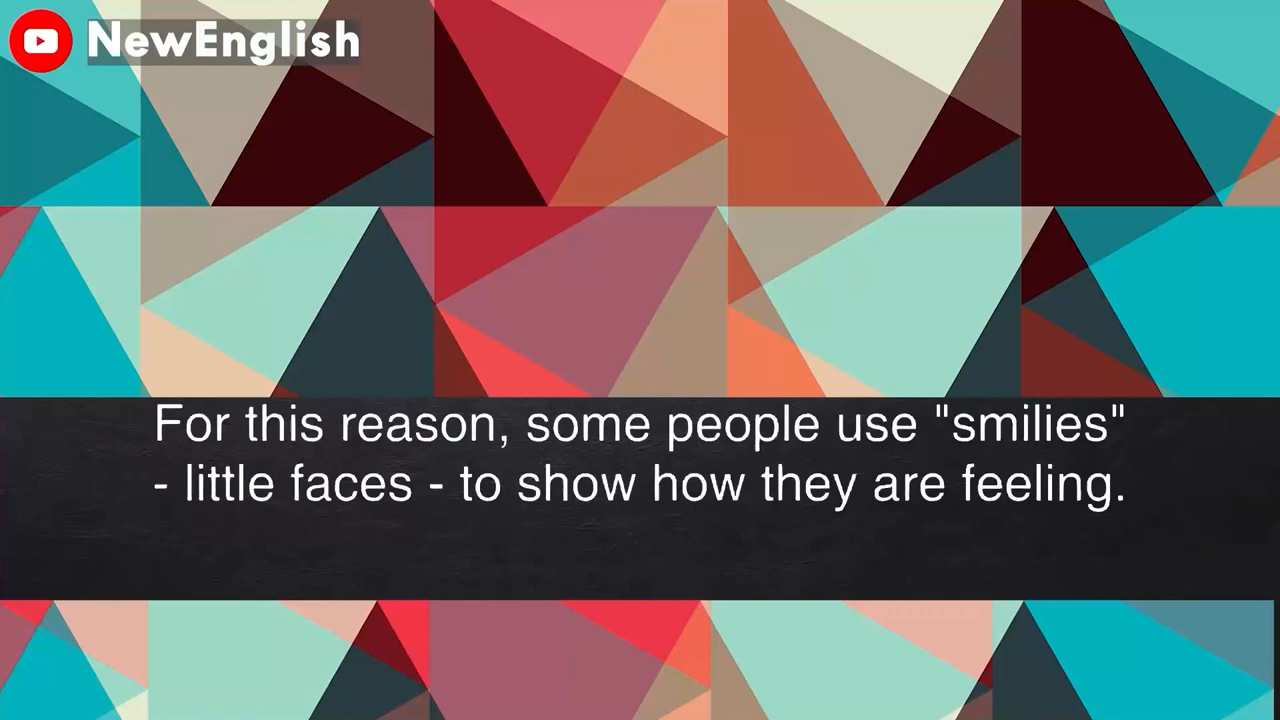 NewEnglish
For this reason, some people use "smilies"
- little faces - to show how they are feeling.